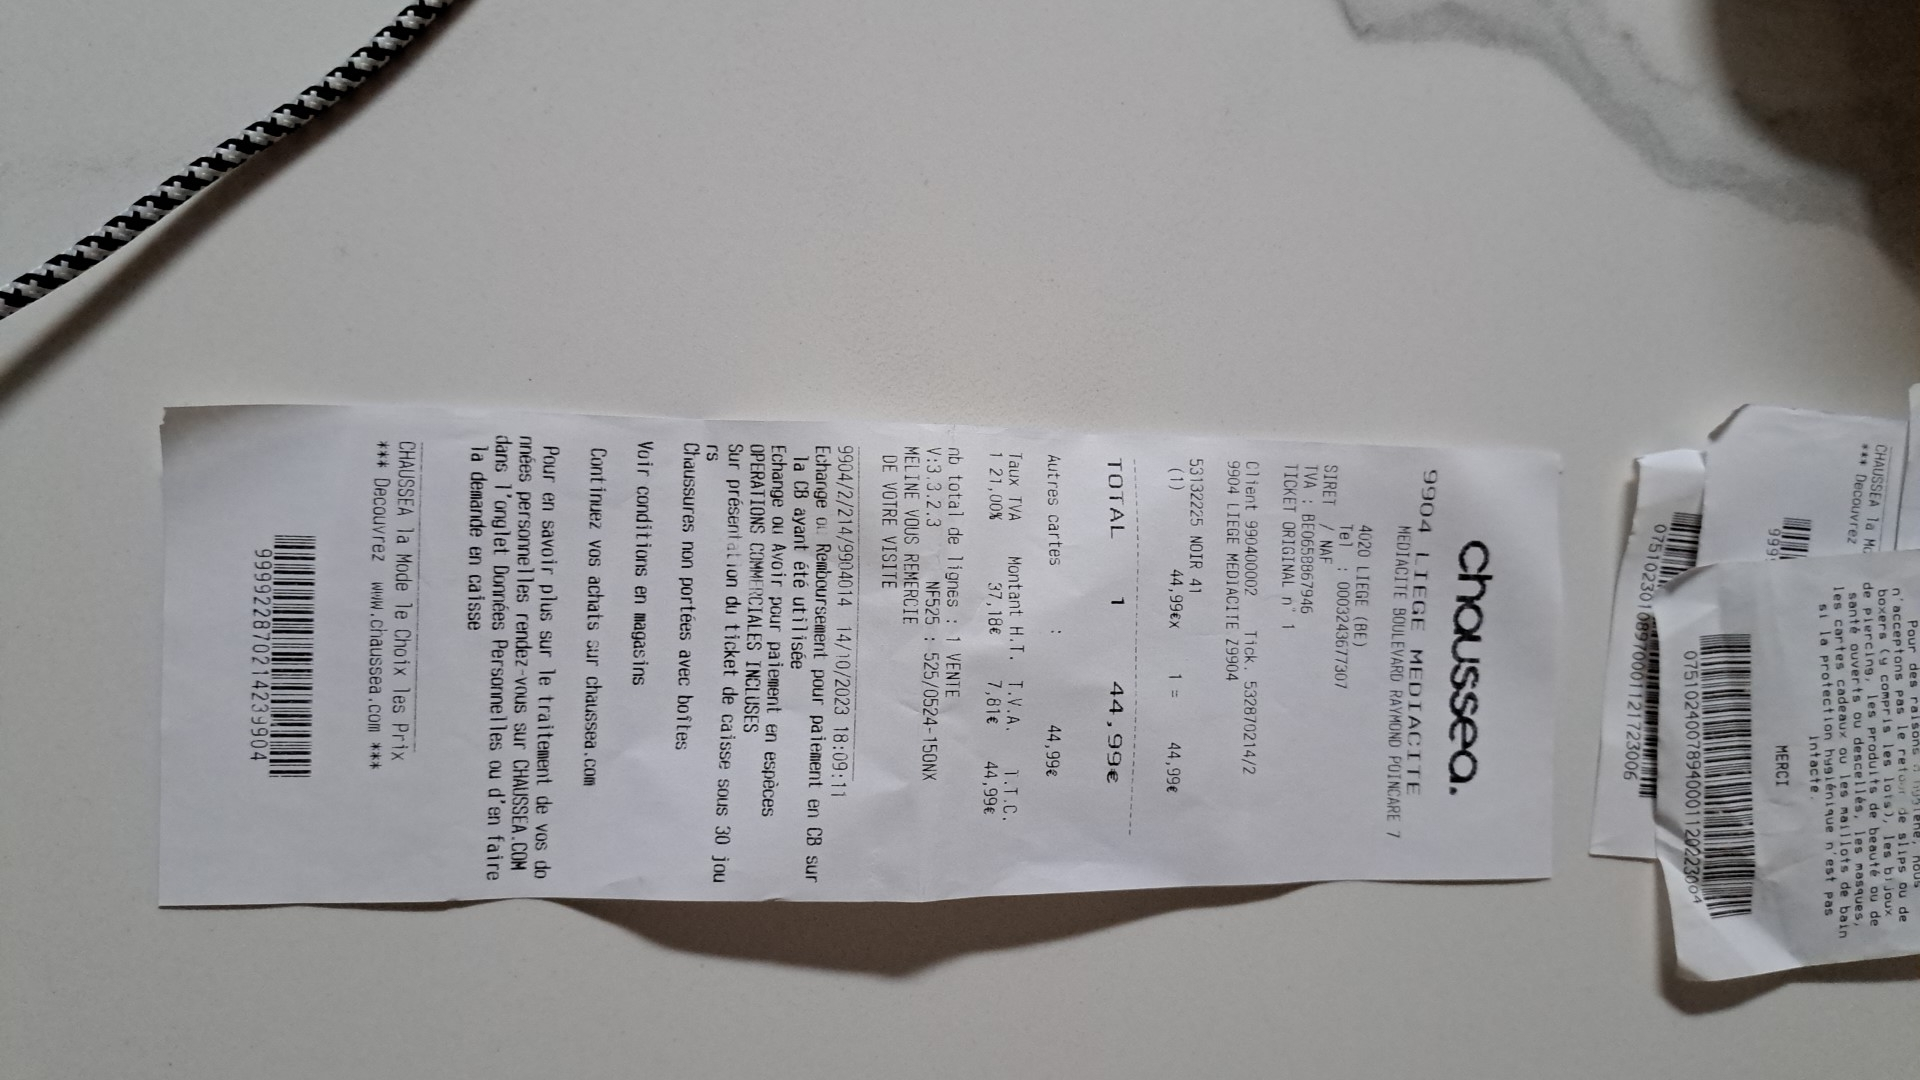 chaussea.
9904 LIEGE MEDIACITE
MEDIACITE BOULEVARD RAYMOND POINCARE 7
4020 LIEGE (BE)
Tel : 0003243677307
SIRET / NAF
TVA : BE0658867946
TICKET ORIGINAL n° 1
Client 990400002 Tick. 532870214/2
9904 LIEGE MEDIACITE Z9904
53132225 NOIR 41
(1) 44,99€x 1 = 44,99€
TOTAL 1 44,99€
Autres cartes : 44,99€
Taux TVA Montant H.T. T.V.A. T.T.C.
1 21,00% 37,18€ 7,81€ 44,99€
nb total de lignes : 1 VENTE
V:3.3.2.3 NF525 : 525/0524-150NX
MELINE VOUS REMERCIE
DE VOTRE VISITE
9904/2/214/9904014 14/10/2023 18:09:11
Echange ou Remboursement pour paiement en CB sur
la CB ayant été utilisée
Echange ou Avoir pour paiement en espèces
OPERATIONS COMMERCIALES INCLUSES
Sur présentation du ticket de caisse sous 30 jou
rs
Chaussures non portées avec boîtes
Voir conditions en magasins
Continuez vos achats sur chaussea.com
Pour en savoir plus sur le traitement de vos do
nnées personnelles rendez-vous sur CHAUSSEA.COM
dans l'onglet Données Personnelles ou d'en faire
la demande en caisse
CHAUSSEA la Mode le Choix les Prix
*** Decouvrez www.chaussea.com ***
99992287021423​9904
CHAUSSEA la Mo
*** Decouvrez
999
07510230108970001121723006
Pour des raisons d'hygiène, nous
n'acceptons pas le retour de slips ou de
boxers (y compris les lots), les bijoux
de piercing, les produits de beauté ou de
santé ouverts ou descellés, les masques,
les cartes cadeaux ou les maillots de bain
si la protection hygiénique n'est pas
intacte.
MERCI
07510240078940001120223004